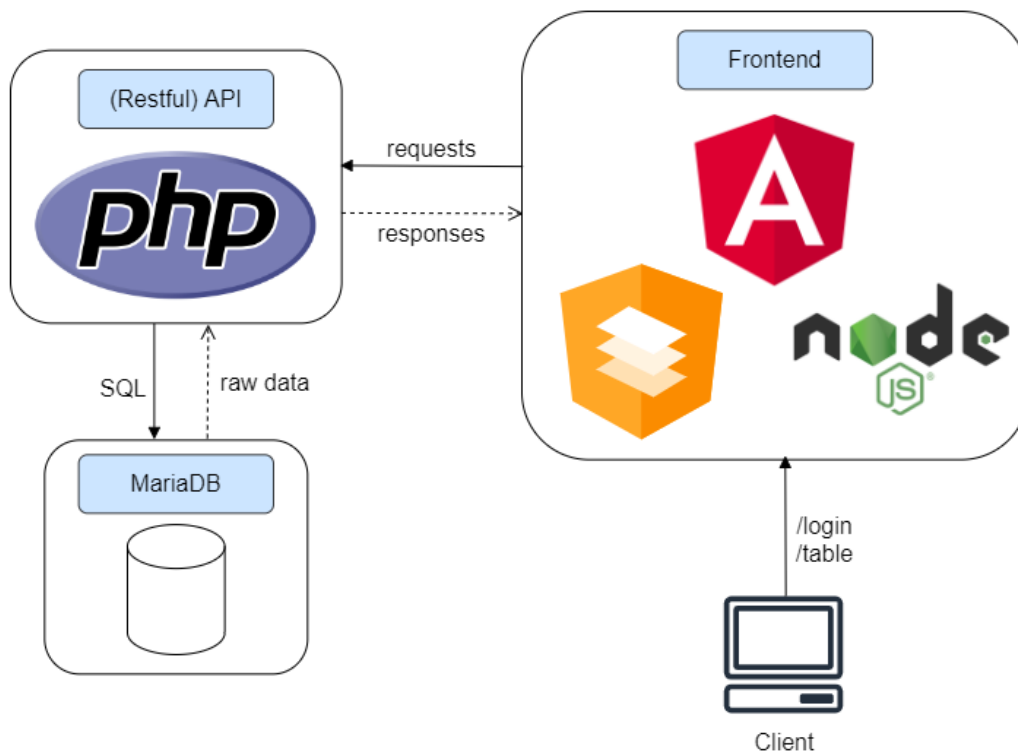 (Restful) API
php
requests
responses
SQL
raw data
MariaDB
Frontend
A
node
JS®
/login
/table
Client